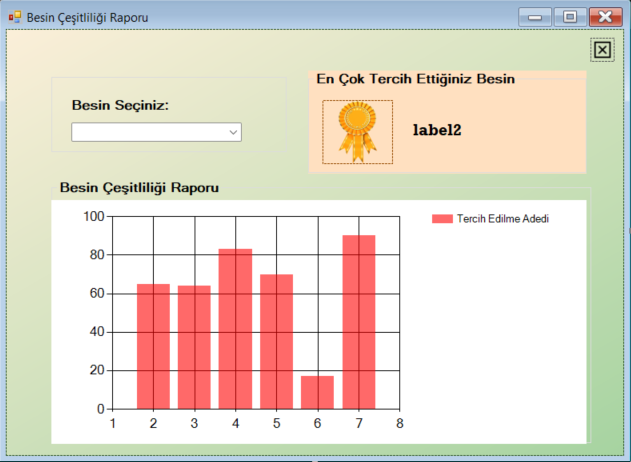 Besin Çeşitliliği Raporu
En Çok Tercih Ettiğiniz Besin
Besin Seçiniz:
label2
Besin Çeşitliliği Raporu
Tercih Edilme Adedi
100
80
60
40
20
0
1 2 3 4 5 6 7 8